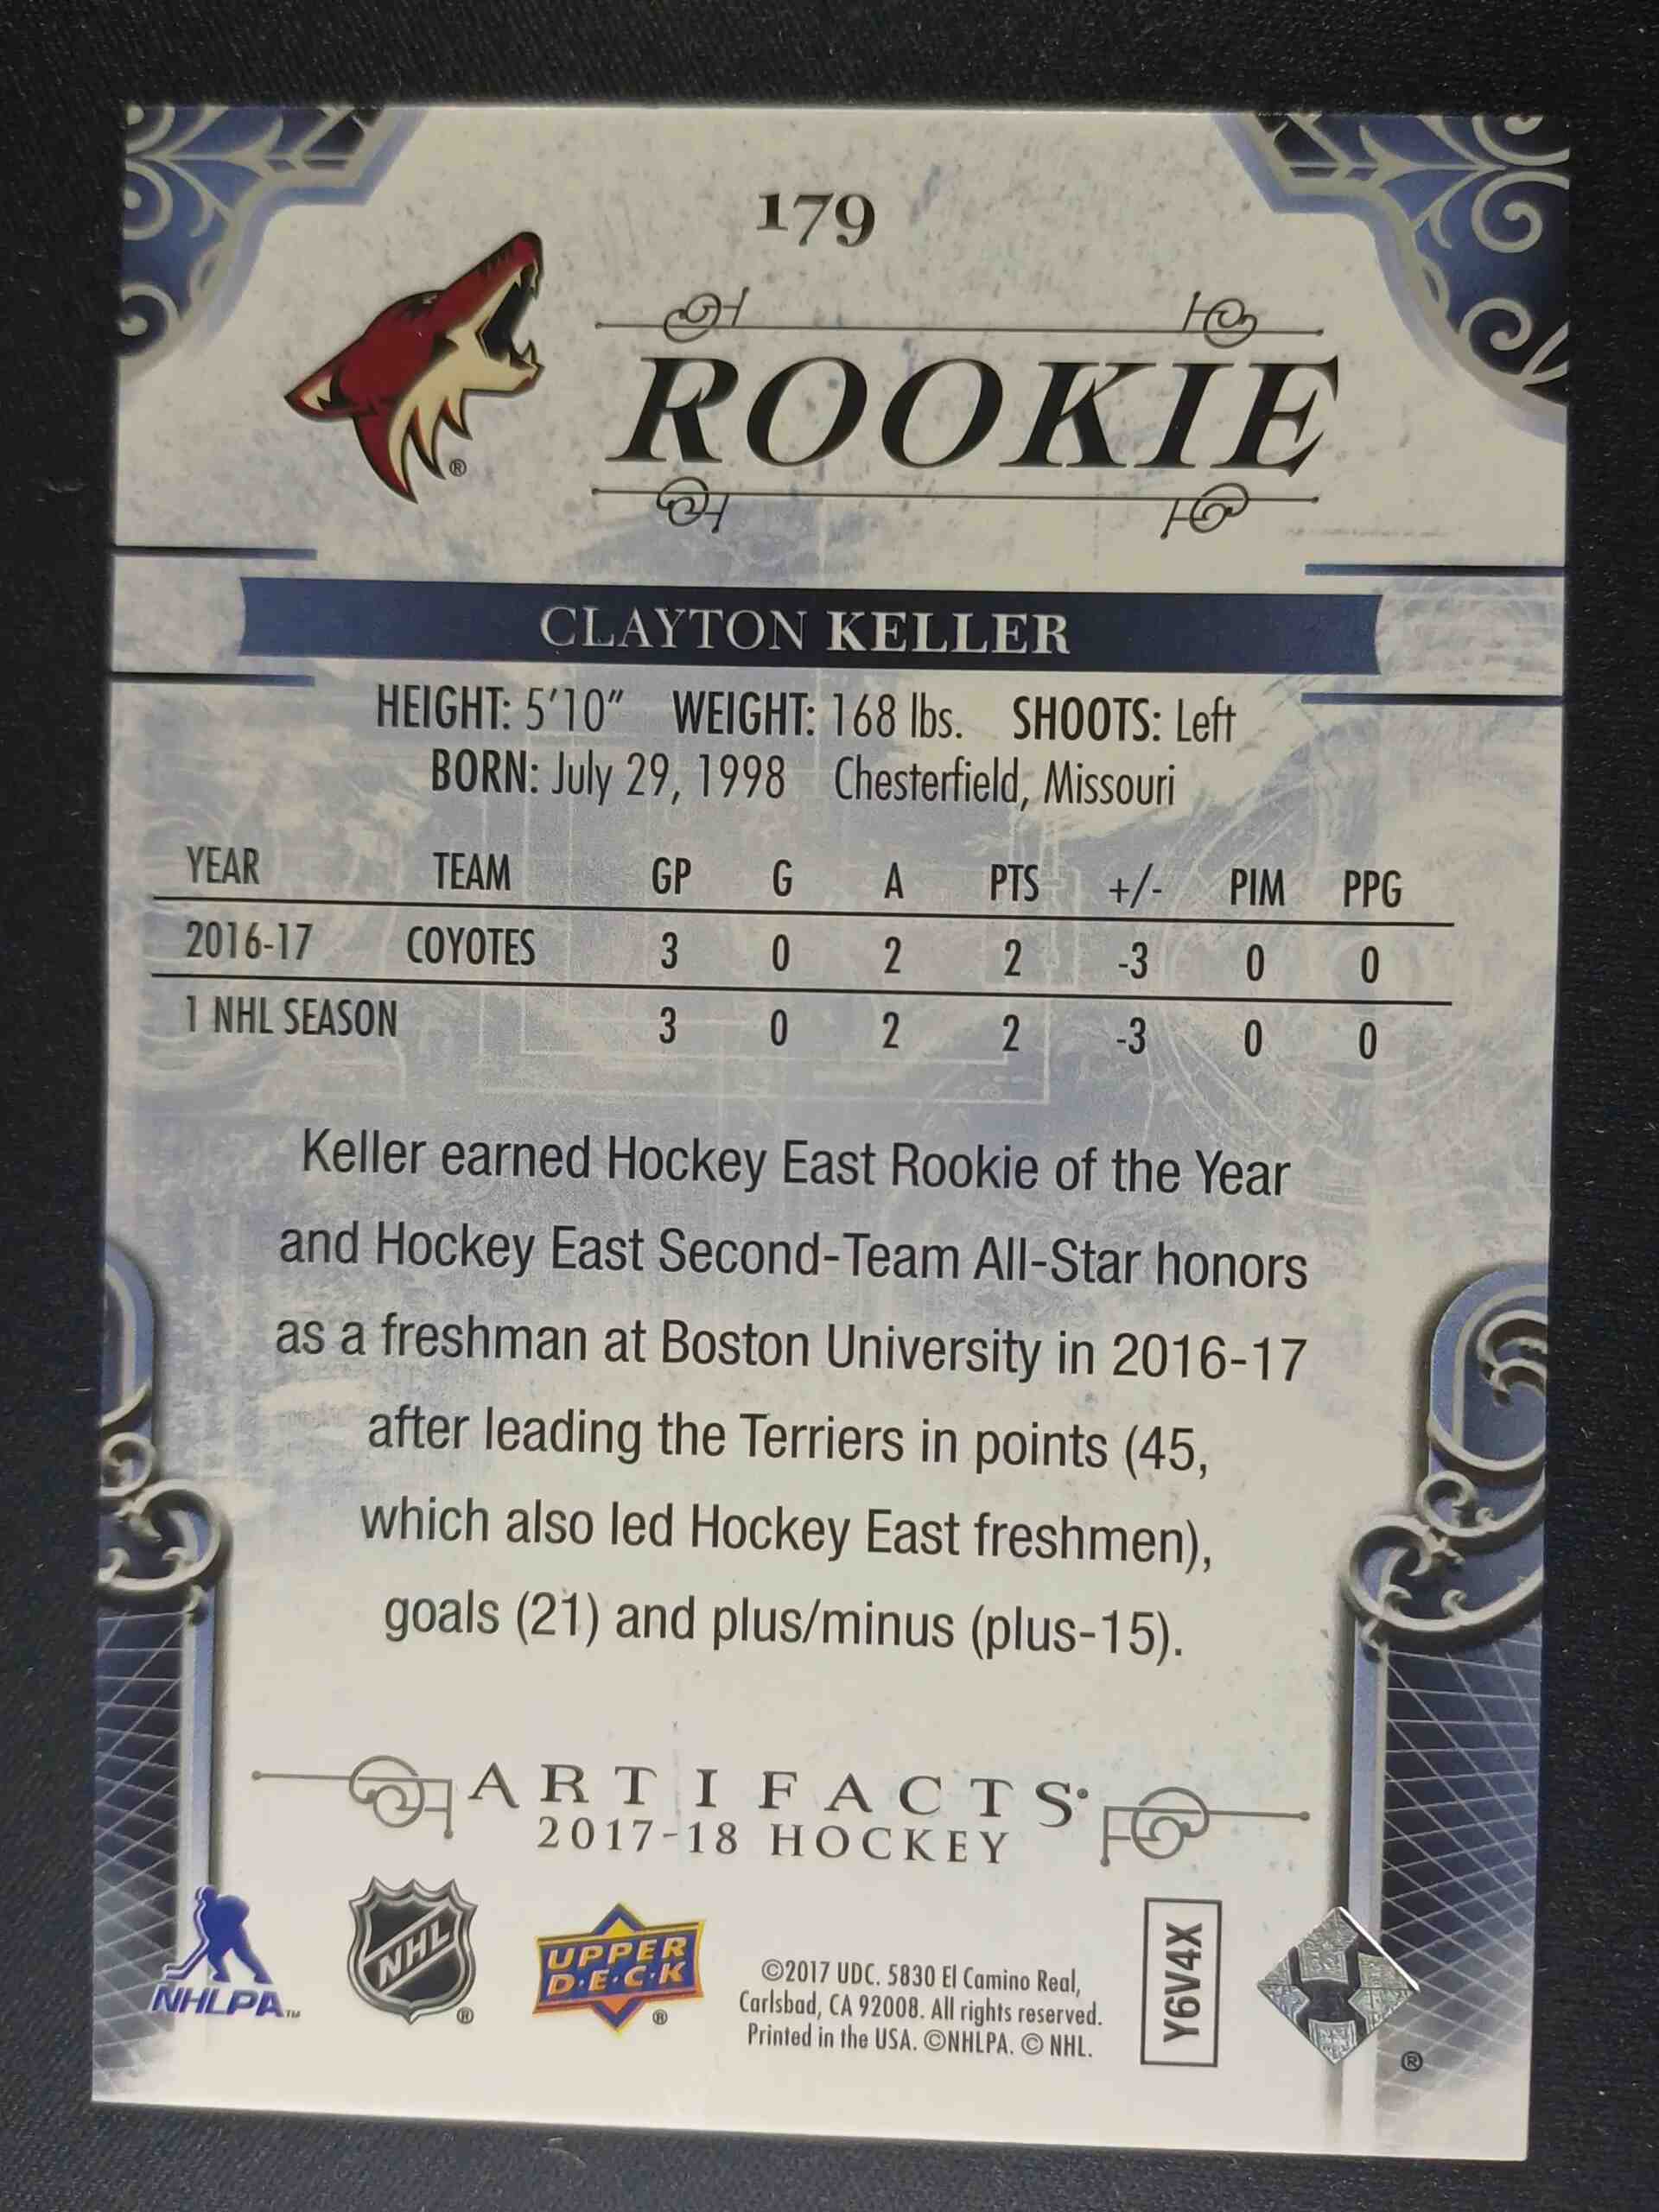 179
ROOKIE
®
CLAYTON KELLER
HEIGHT: 5'10" WEIGHT: 168 lbs. SHOOTS: Left
BORN: July 29, 1998 Chesterfield, Missouri
YEAR TEAM GP G A PTS +/- PIM PPG
2016-17 COYOTES 3 0 2 2 -3 0 0
1 NHL SEASON 3 0 2 2 -3 0 0
Keller earned Hockey East Rookie of the Year
and Hockey East Second-Team All-Star honors
as a freshman at Boston University in 2016-17
after leading the Terriers in points (45,
which also led Hockey East freshmen),
goals (21) and plus/minus (plus-15).
ARTIFACTS
2017-18 HOCKEY
NHLPA™
NHL ®
UPPER
D·E·C·K ®
©2017 UDC. 5830 El Camino Real,
Carlsbad, CA 92008. All rights reserved.
Printed in the USA. ©NHLPA. © NHL.
Y6V4X
®